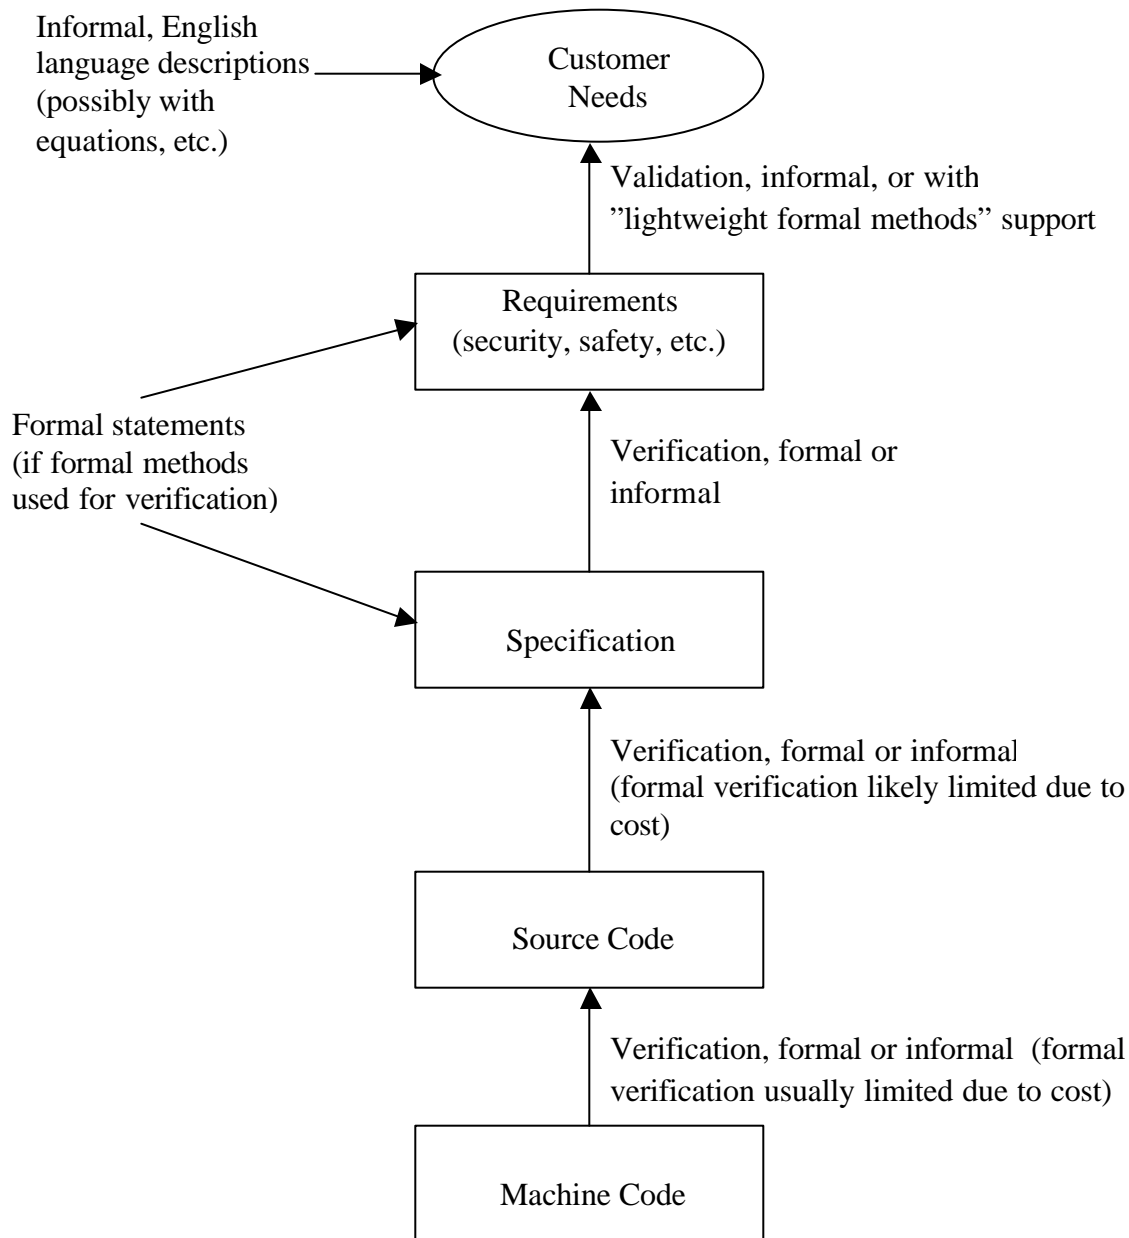 Informal, English
language descriptions
(possibly with
equations, etc.)
Customer
Needs
Validation, informal, or with
”lightweight formal methods” support
Requirements
(security, safety, etc.)
Formal statements
(if formal methods
used for verification)
Verification, formal or
informal
Specification
Verification, formal or informal
(formal verification likely limited due to
cost)
Source Code
Verification, formal or informal (formal
verification usually limited due to cost)
Machine Code